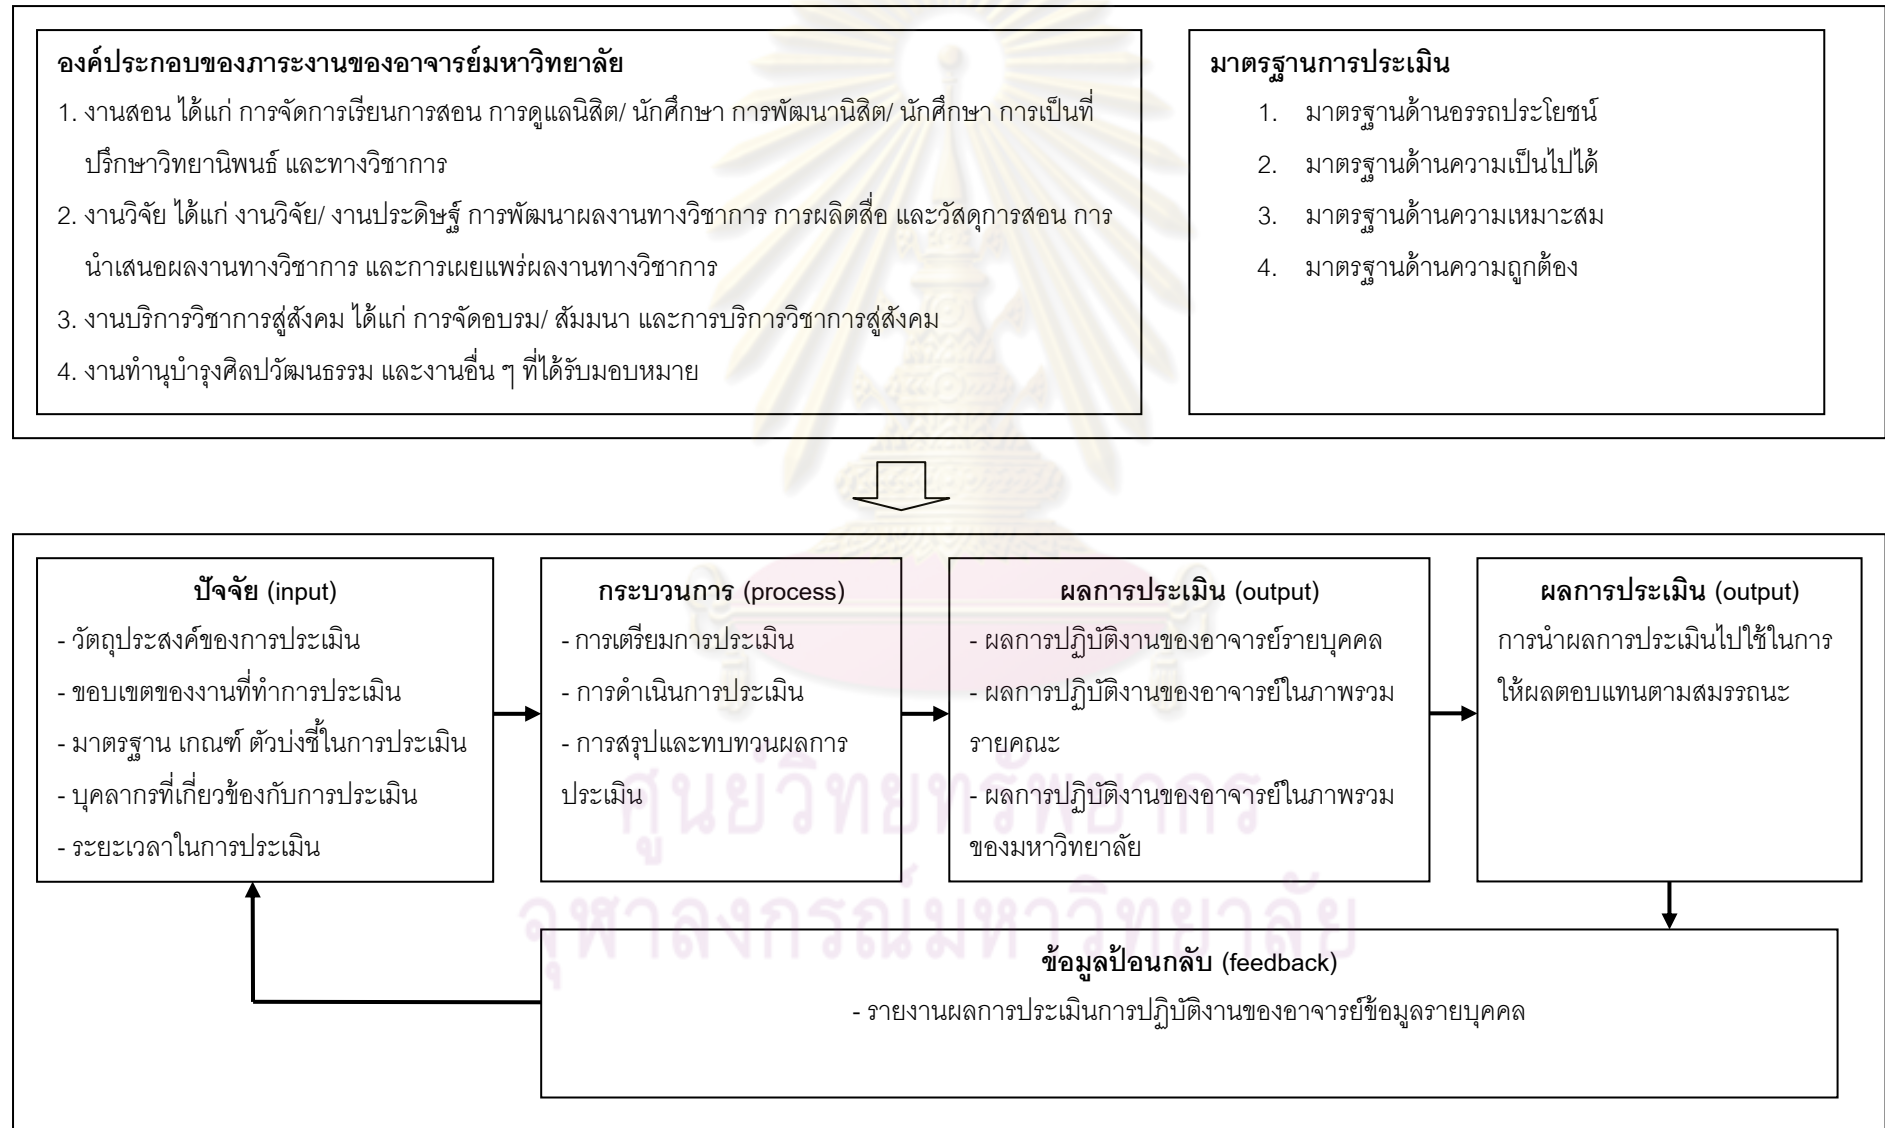 องค์ประกอบของภาระงานของอาจารย์มหาวิทยาลัย
1. งานสอน ได้แก่ การจัดการเรียนการสอน การดูแลนิสิต/ นักศึกษา การพัฒนานิสิต/ นักศึกษา การเป็นที่
ปรึกษาวิทยานิพนธ์ และทางวิชาการ
2. งานวิจัย ได้แก่ งานวิจัย/ งานประดิษฐ์ การพัฒนาผลงานทางวิชาการ การผลิตสื่อ และวัสดุการสอน การ
นำเสนอผลงานทางวิชาการ และการเผยแพร่ผลงานทางวิชาการ
3. งานบริการวิชาการสู่สังคม ได้แก่ การจัดอบรม/ สัมมนา และการบริการวิชาการสู่สังคม
4. งานทำนุบำรุงศิลปวัฒนธรรม และงานอื่น ๆ ที่ได้รับมอบหมาย
มาตรฐานการประเมิน
1. มาตรฐานด้านอรรถประโยชน์
2. มาตรฐานด้านความเป็นไปได้
3. มาตรฐานด้านความเหมาะสม
4. มาตรฐานด้านความถูกต้อง
ปัจจัย (input)
- วัตถุประสงค์ของการประเมิน
- ขอบเขตของงานที่ทำการประเมิน
- มาตรฐาน เกณฑ์ ตัวบ่งชี้ในการประเมิน
- บุคลากรที่เกี่ยวข้องกับการประเมิน
- ระยะเวลาในการประเมิน
กระบวนการ (process)
- การเตรียมการประเมิน
- การดำเนินการประเมิน
- การสรุปและทบทวนผลการ
ประเมิน
ผลการประเมิน (output)
- ผลการปฏิบัติงานของอาจารย์รายบุคคล
- ผลการปฏิบัติงานของอาจารย์ในภาพรวม
รายคณะ
- ผลการปฏิบัติงานของอาจารย์ในภาพรวม
ของมหาวิทยาลัย
ผลการประเมิน (output)
การนำผลการประเมินไปใช้ในการ
ให้ผลตอบแทนตามสมรรถนะ
ศูนย์วิทยทรัพยากร
จุฬาลงกรณ์มหาวิทยาลัย
ข้อมูลป้อนกลับ (feedback)
- รายงานผลการประเมินการปฏิบัติงานของอาจารย์ข้อมูลรายบุคคล